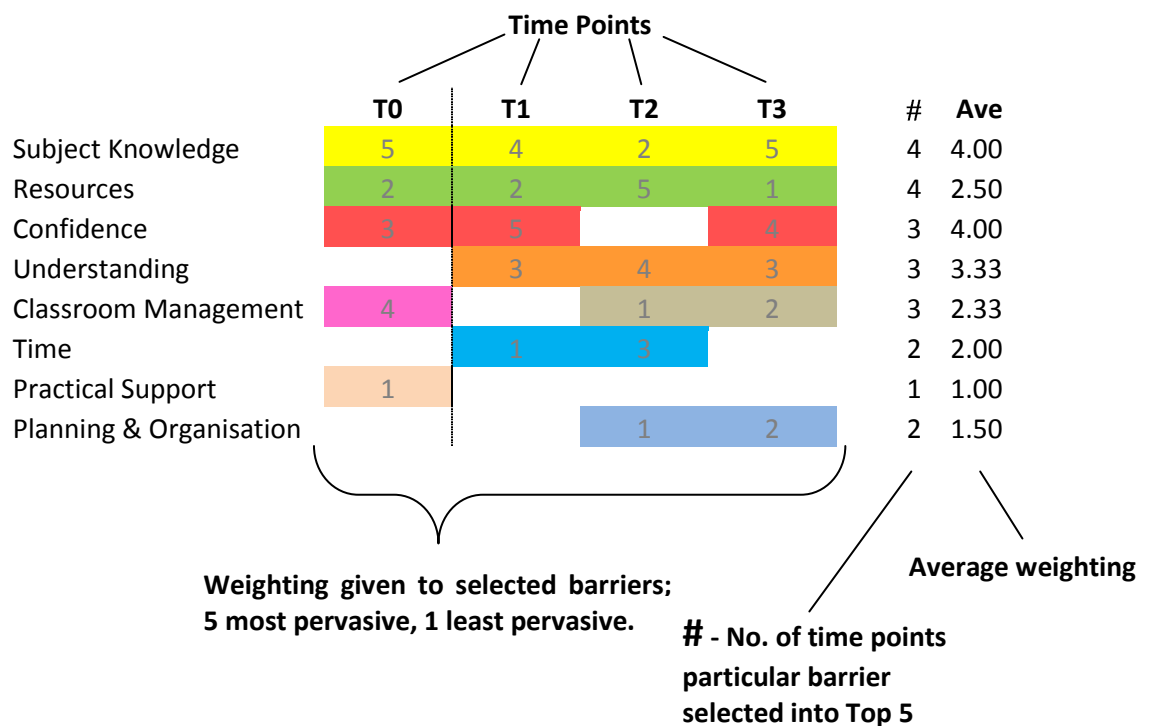 Time Points
T0 T1 T2 T3 # Ave
Subject Knowledge 5 4 2 5 4 4.00
Resources 2 2 5 1 4 2.50
Confidence 3 5 4 3 4.00
Understanding 3 4 3 3 3.33
Classroom Management 4 1 2 3 2.33
Time 1 3 2 2.00
Practical Support 1 1 1.00
Planning & Organisation 1 2 2 1.50
Weighting given to selected barriers;
5 most pervasive, 1 least pervasive.
Average weighting
# - No. of time points
particular barrier
selected into Top 5